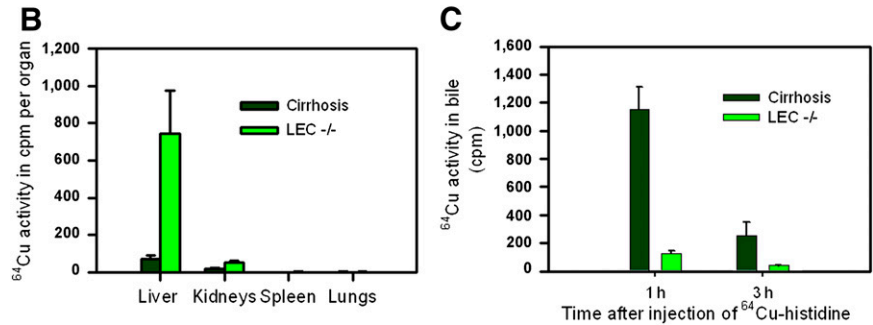 B
1,200
1,000
800
600
400
200
0
64Cu activity in cpm per organ
Cirrhosis
LEC -/-
Liver Kidneys Spleen Lungs
C
1,600
1,400
1,200
1,000
800
600
400
200
0
64Cu activity in bile
(cpm)
Cirrhosis
LEC -/-
1 h 3 h
Time after injection of 64Cu-histidine